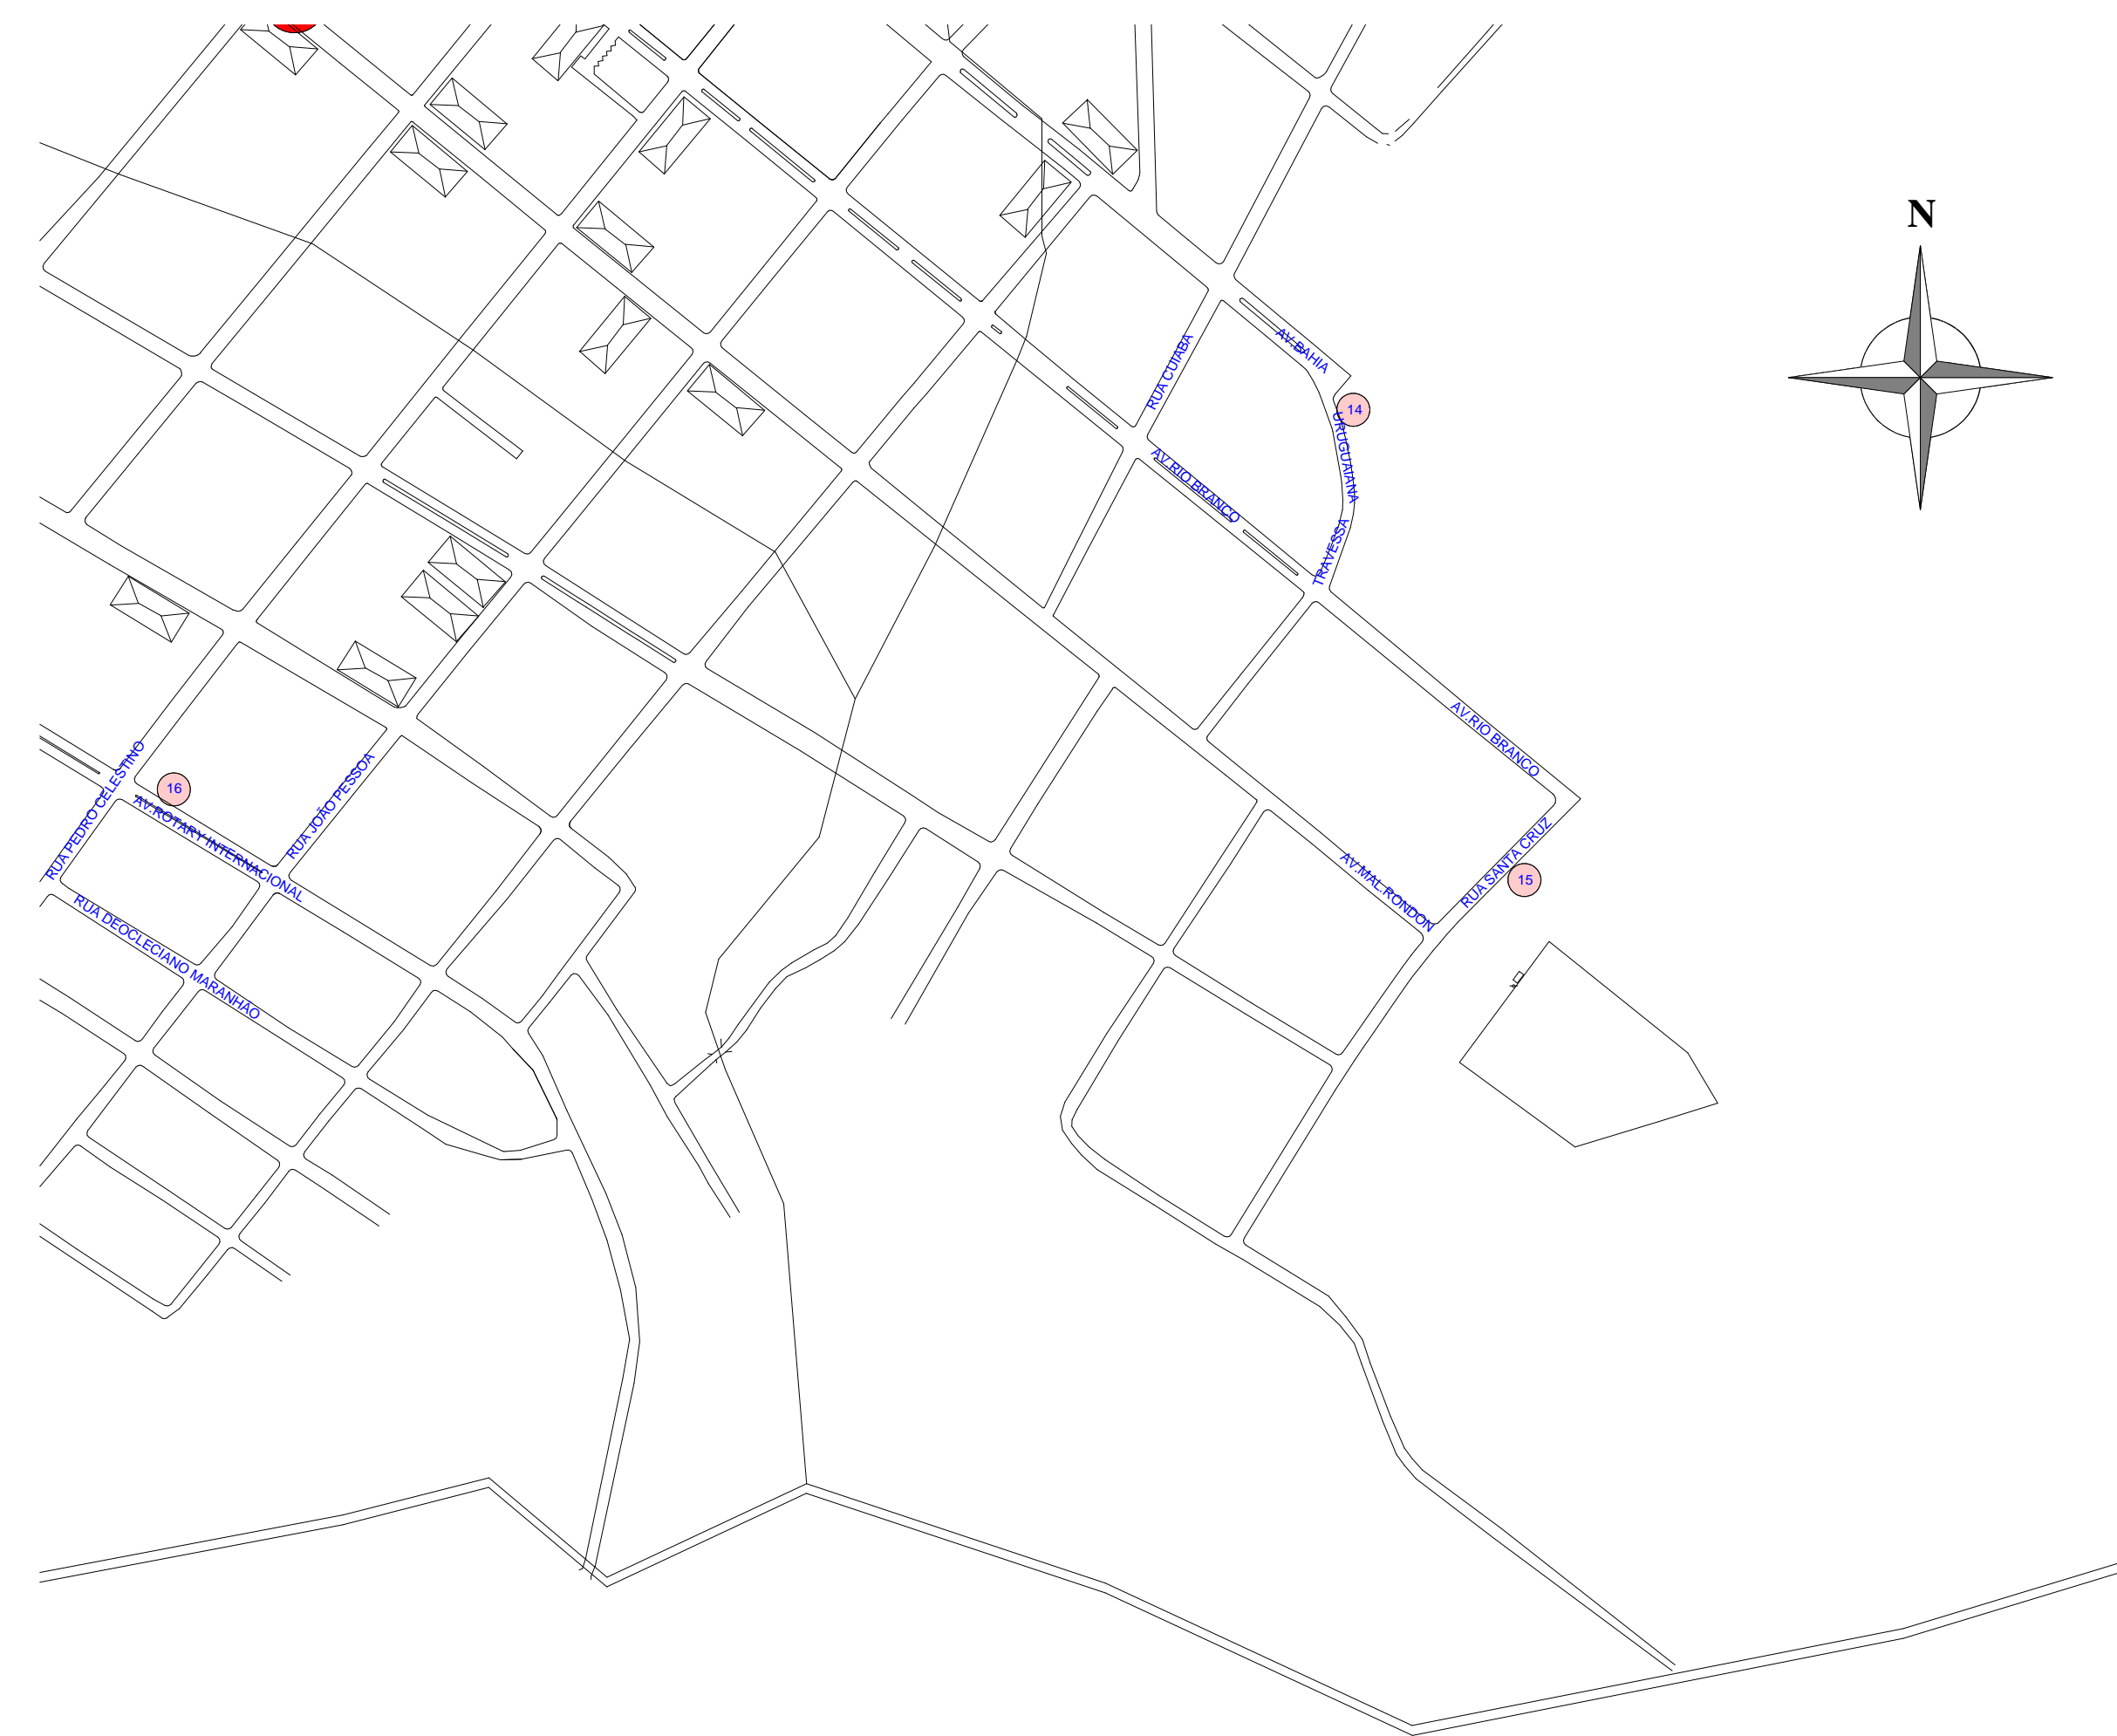 N
AV.BAHIA
RUA CUIABA
14
URUGUAIANA
TRAVESSA
AV.RIO BRANCO
AV.RIO BRANCO
RUA PEDRO CELESTINO
16
RUA JOÃO PESSOA
AV.ROTARY INTERNACIONAL
RUA SANTA CRUZ
15
AV.MAL.RONDON
RUA DEOCLECIANO MARANHÃO